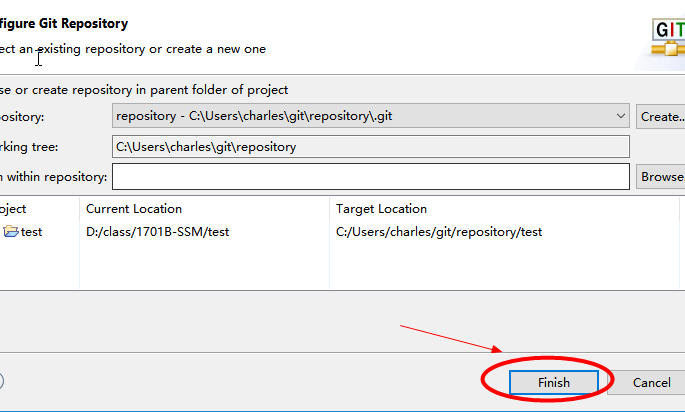 figure Git Repository
ect an existing repository or create a new one
GIT
se or create repository in parent folder of project
pository: repository - C:\Users\charles\git\repository\.git Create..
rking tree: C:\Users\charles\git\repository
h within repository: Browse.
oject Current Location Target Location
test D:/class/1701B-SSM/test C:/Users/charles/git/repository/test
Finish Cancel